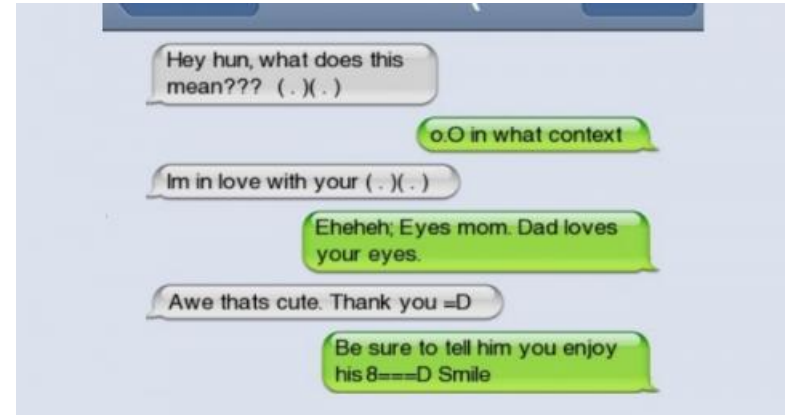 Hey hun, what does this
mean??? ( . )( . )
o.O in what context
Im in love with your ( . )( . )
Eheheh; Eyes mom. Dad loves
your eyes.
Awe thats cute. Thank you =D
Be sure to tell him you enjoy
his 8===D Smile